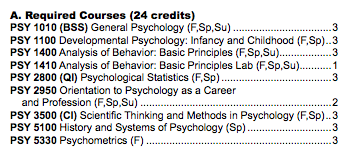 A. Required Courses (24 credits)
PSY 1010 (BSS) General Psychology (F,Sp,Su) ........................3
PSY 1100 Developmental Psychology: Infancy and Childhood (F,Sp)..3
PSY 1400 Analysis of Behavior: Basic Principles (F,Sp,Su)............3
PSY 1410 Analysis of Behavior: Basic Principles Lab (F,Sp,Su)......1
PSY 2800 (QI) Psychological Statistics (F,Sp) ..........................3
PSY 2950 Orientation to Psychology as a Career
and Profession (F,Sp,Su) ..............................................2
PSY 3500 (CI) Scientific Thinking and Methods in Psychology (F,Sp)..3
PSY 5100 History and Systems of Psychology (Sp) ....................3
PSY 5330 Psychometrics (F) ................................................3